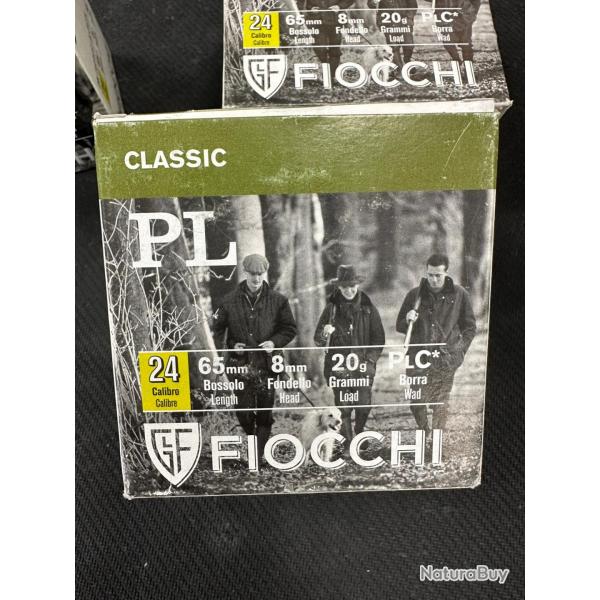 24 65mm 8mm 20g PLC*
Calibro Bossolo Fondello Grammi Borra
Calibre Length Head Load Wad
FIOCCHI
CLASSIC
PL
24 65mm 8mm 20g PLC*
Calibro Bossolo Fondello Grammi Borra
Calibre Length Head Load Wad
FIOCCHI
NaturaBuy